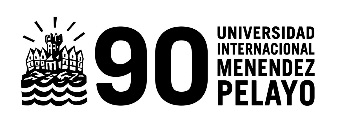 90
UNIVERSIDAD
INTERNACIONAL
MENENDEZ
PELAYO